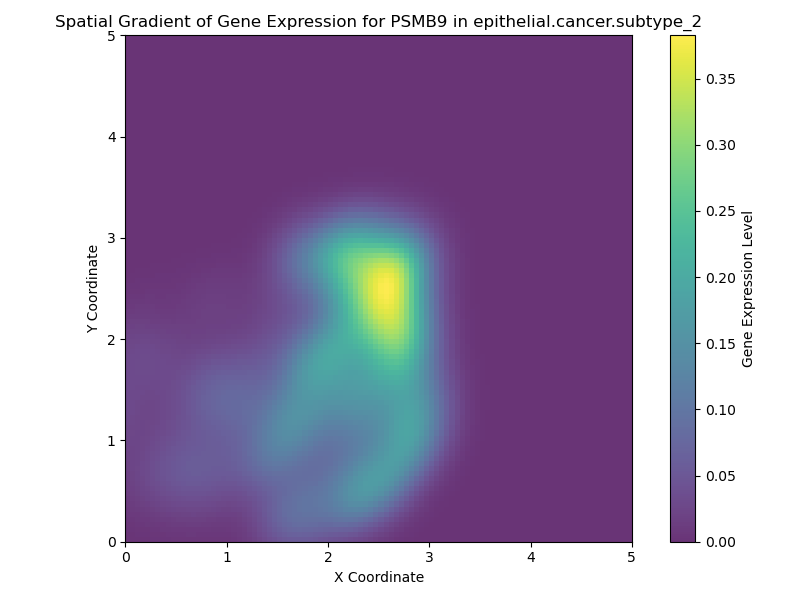 Spatial Gradient of Gene Expression for PSMB9 in epithelial.cancer.subtype_2
5
4
3
2
1
0
Y Coordinate
0 1 2 3 4 5
X Coordinate
0.35
0.30
0.25
0.20
0.15
0.10
0.05
0.00
Gene Expression Level